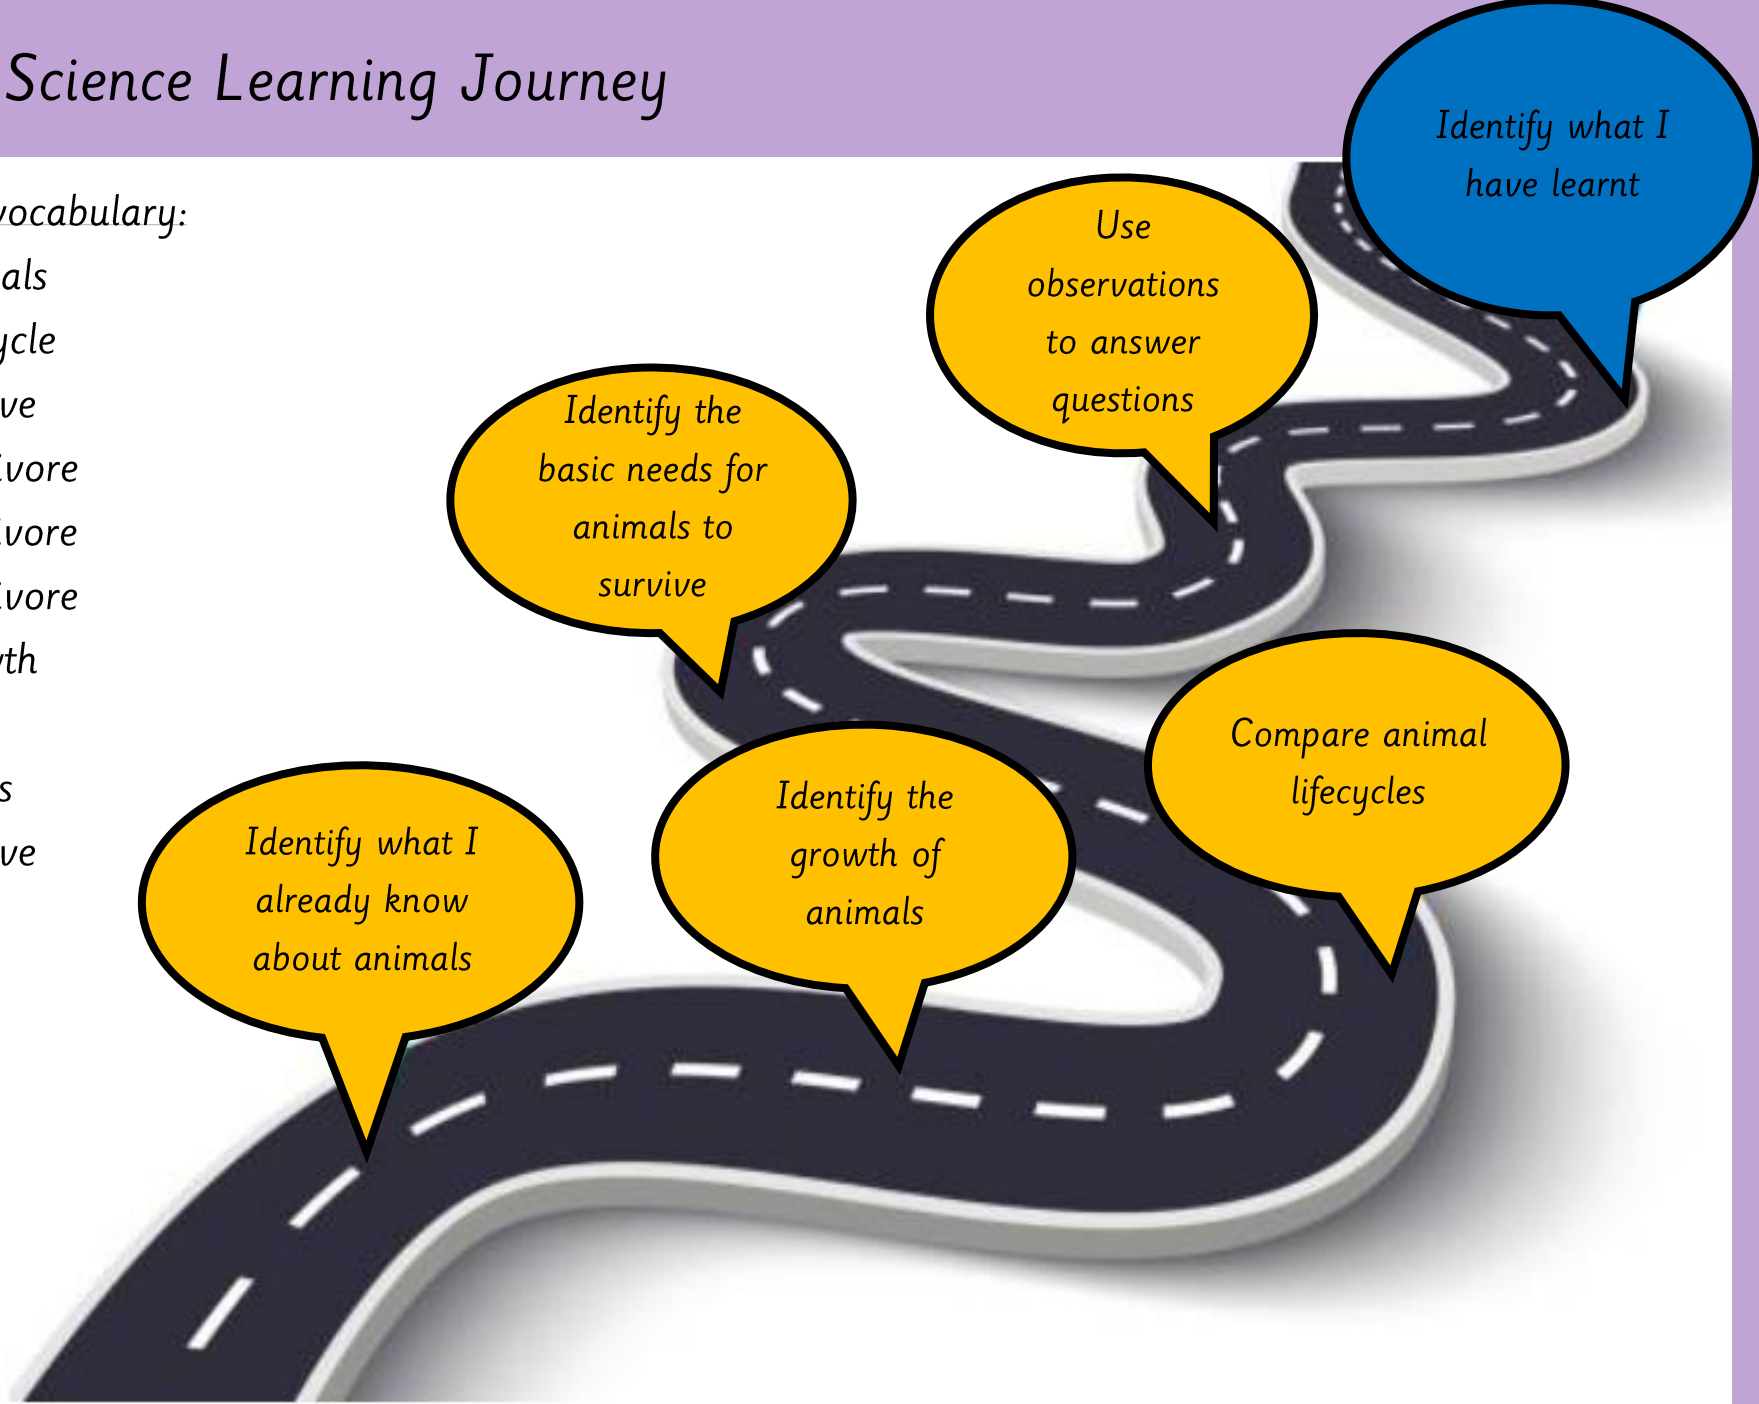 Science Learning Journey
vocabulary:
als
ycle
ve
ivore
ivore
ivore
th
s
ve
Identify what I
already know
about animals
Identify the
growth of
animals
Compare animal
lifecycles
Identify the
basic needs for
animals to
survive
Use
observations
to answer
questions
Identify what I
have learnt